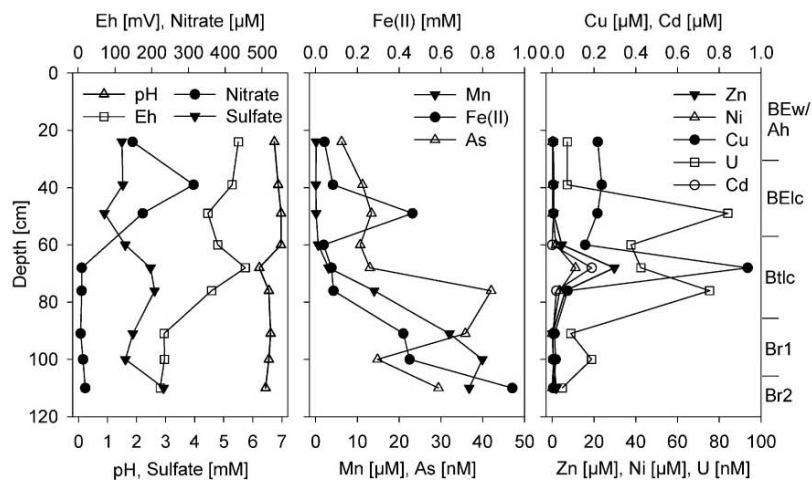 Eh [mV], Nitrate [µM]
Fe(II) [mM]
Cu [µM], Cd [µM]
0 150 300 450
0.0 0.2 0.4 0.6 0.8 1.0
0.0 0.2 0.4 0.6 0.8 1.0
0
20
40
60
80
100
120
Depth [cm]
pH
Eh
Nitrate
Sulfate
Mn
Fe(II)
As
Zn
Ni
Cu
U
Cd
BEw/
Ah
BElc
Btlc
Br1
Br2
0 1 2 3 4 5 6 7
0 10 20 30 40 50
0 20 40 60 80 100
pH, Sulfate [mM]
Mn [µM], As [nM]
Zn [µM], Ni [µM], U [nM]